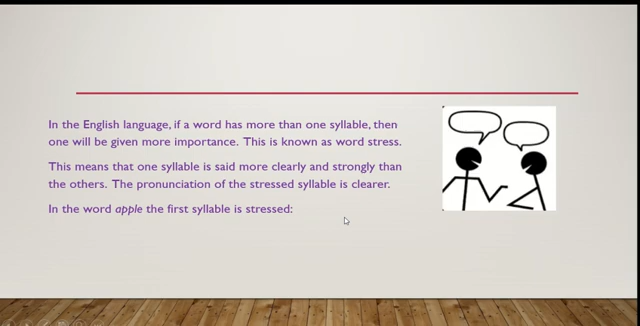 In the English language, if a word has more than one syllable, then
one will be given more importance. This is known as word stress.
This means that one syllable is said more clearly and strongly than
the others. The pronunciation of the stressed syllable is clearer.
In the word apple the first syllable is stressed: